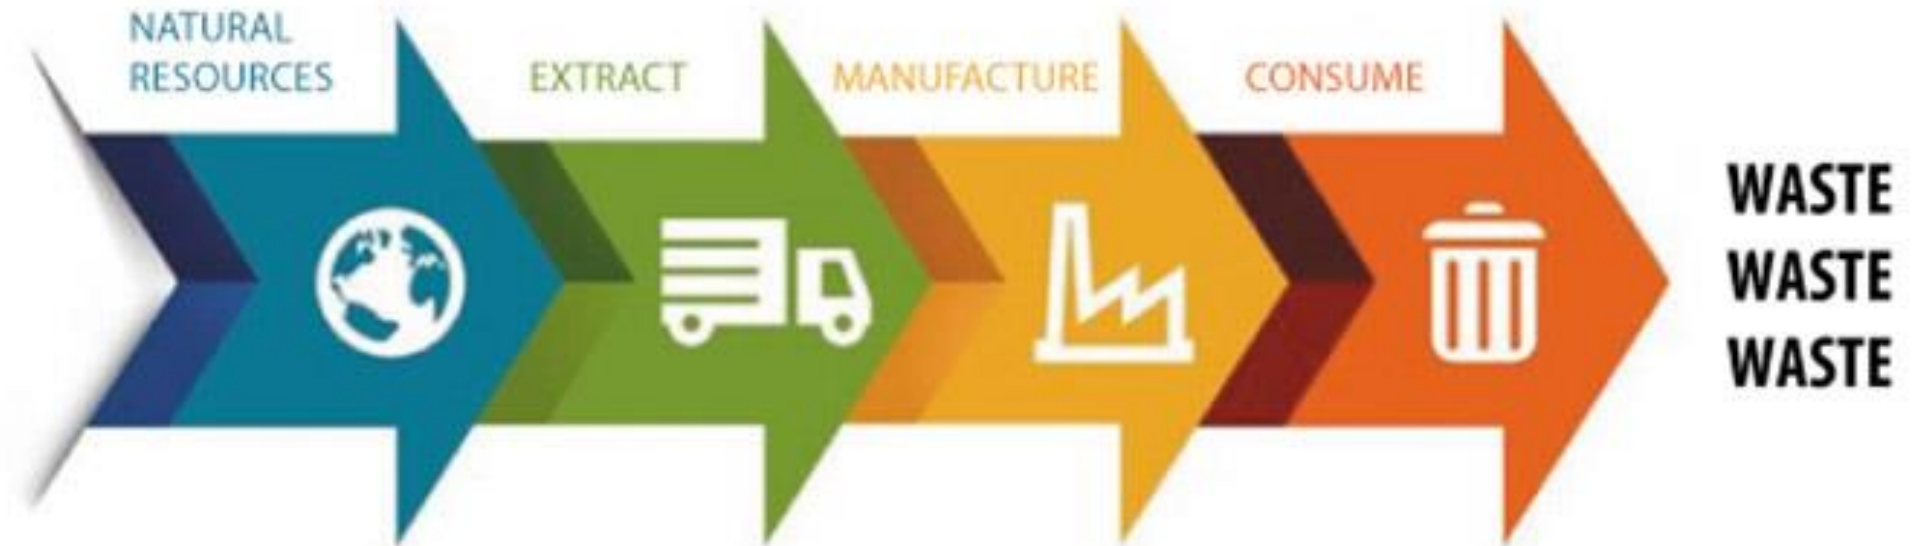 NATURAL
RESOURCES
EXTRACT
MANUFACTURE
CONSUME
WASTE
WASTE
WASTE